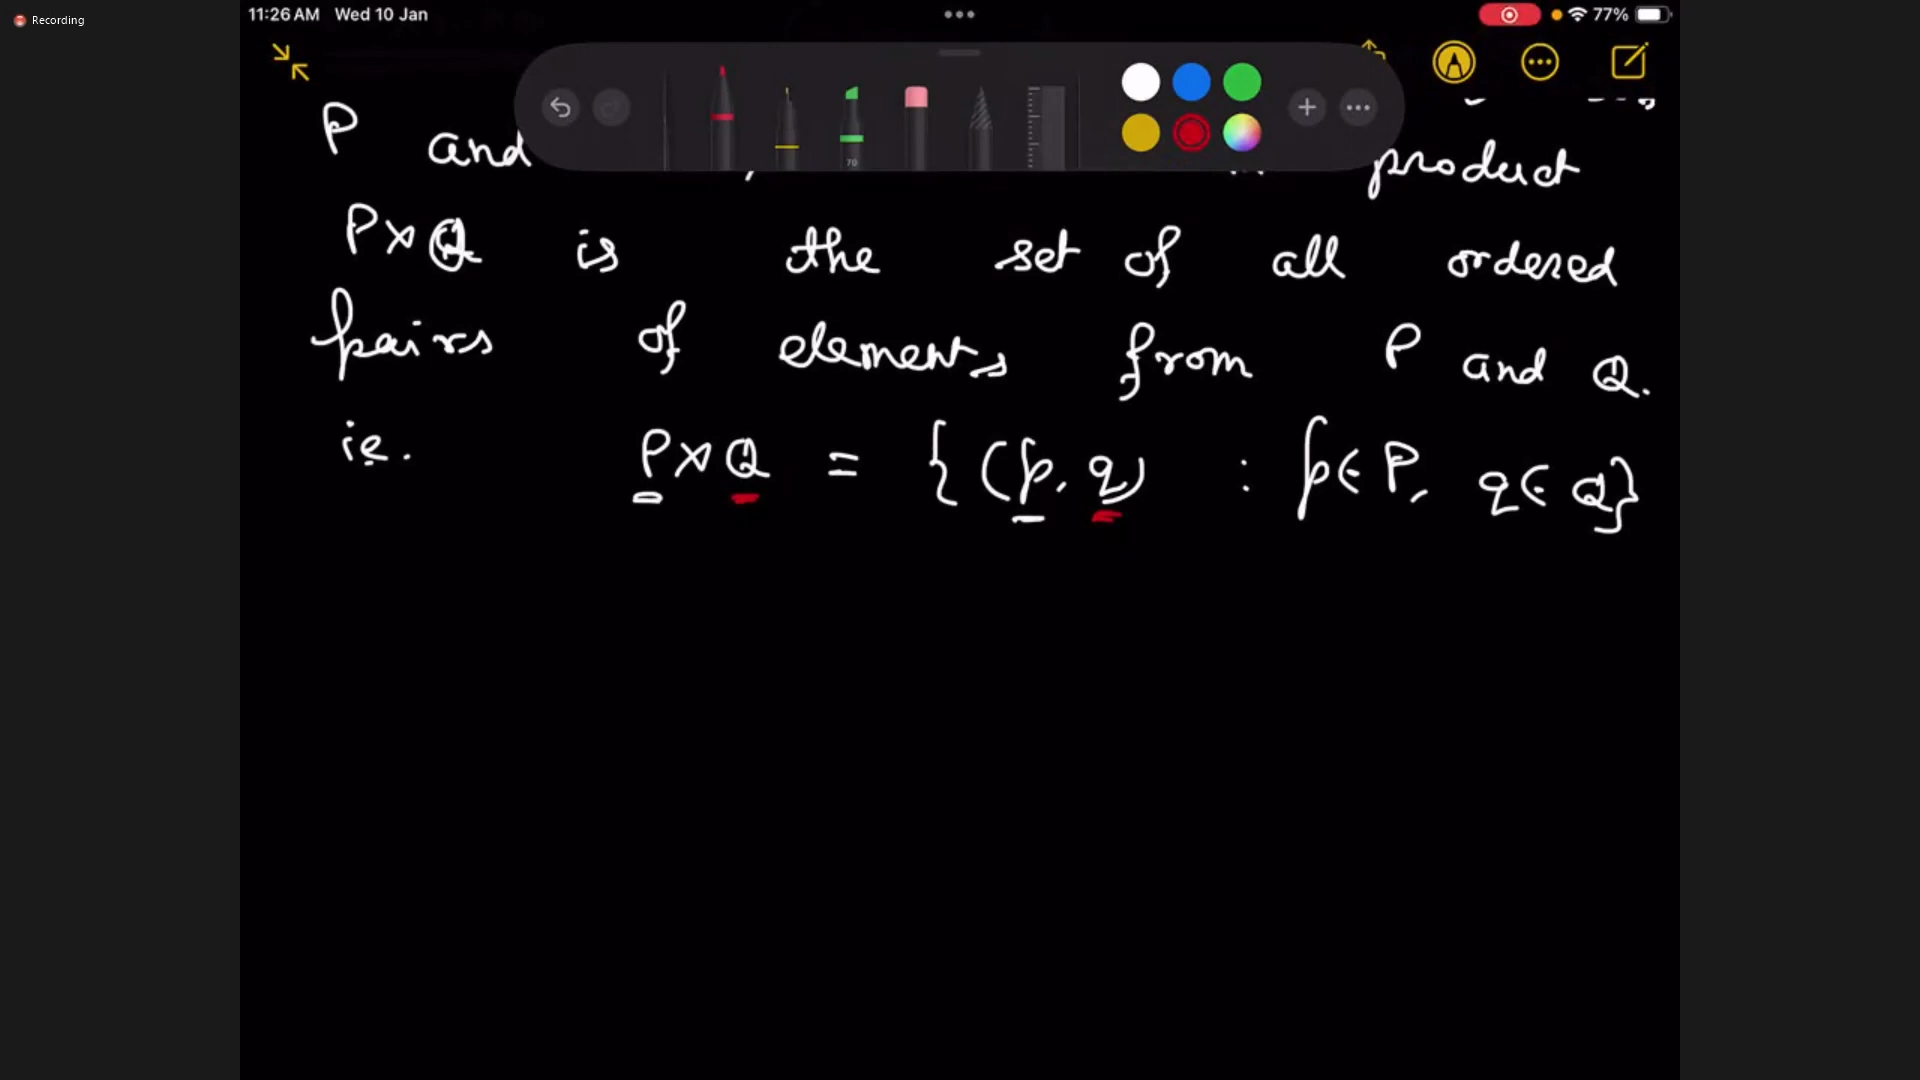 Recording
11:26 AM Wed 10 Jan
77%
70
P and product
P×Q is the set of all ordered
pairs of elements from P and Q.
ie. P×Q = {(p, q) : p∈P, q∈Q}